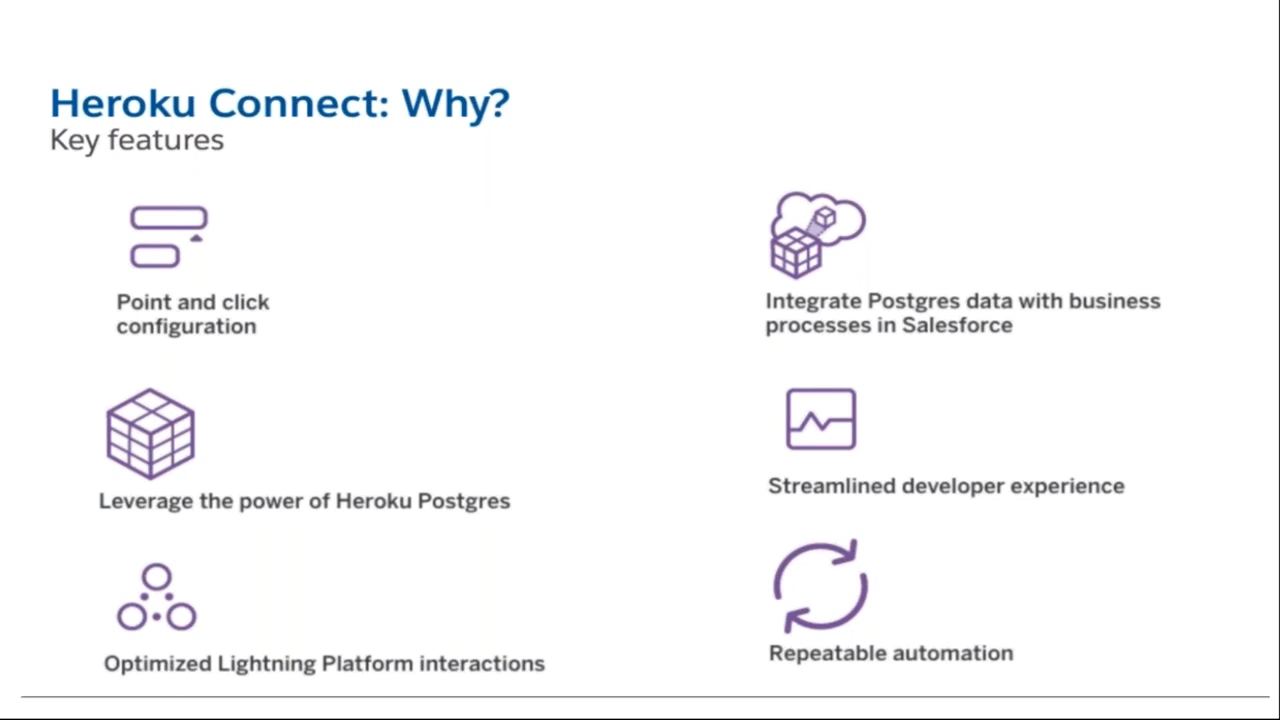 Heroku Connect: Why?
Key features
Point and click
configuration
Integrate Postgres data with business
processes in Salesforce
Leverage the power of Heroku Postgres
Streamlined developer experience
Optimized Lightning Platform interactions
Repeatable automation